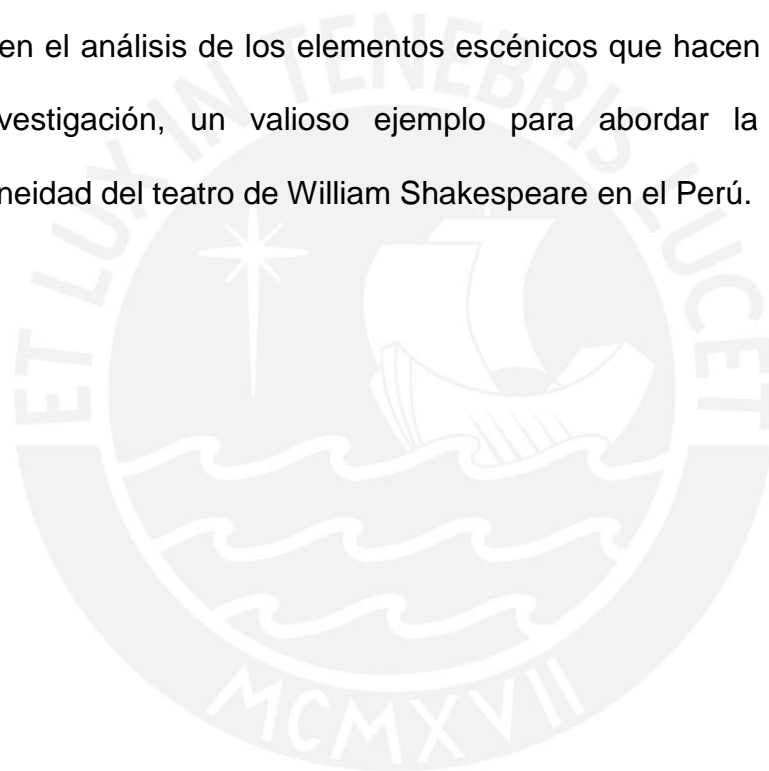 en el análisis de los elementos escénicos que hacen
vestigación, un valioso ejemplo para abordar la
neidad del teatro de William Shakespeare en el Perú.
ET LUX IN TENEBRIS LUCET
MCMXVII